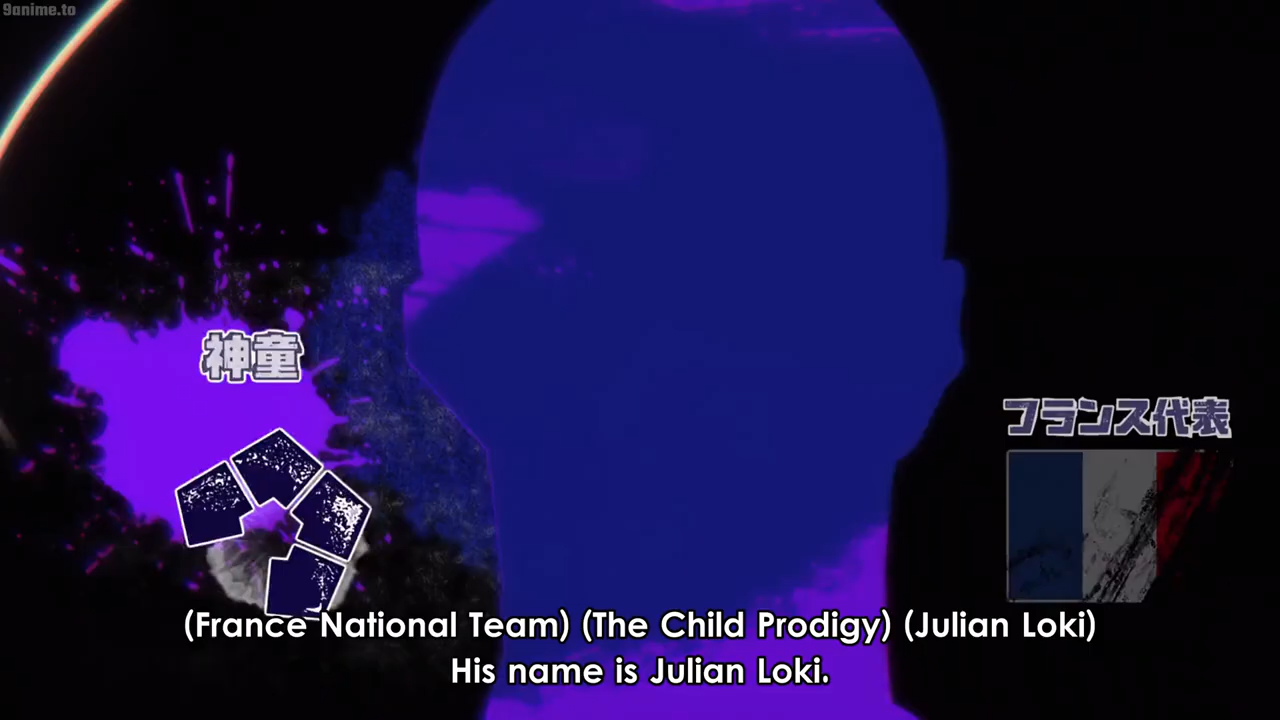 9anime.to
神童
フランス代表
(France National Team) (The Child Prodigy) (Julian Loki)
His name is Julian Loki.